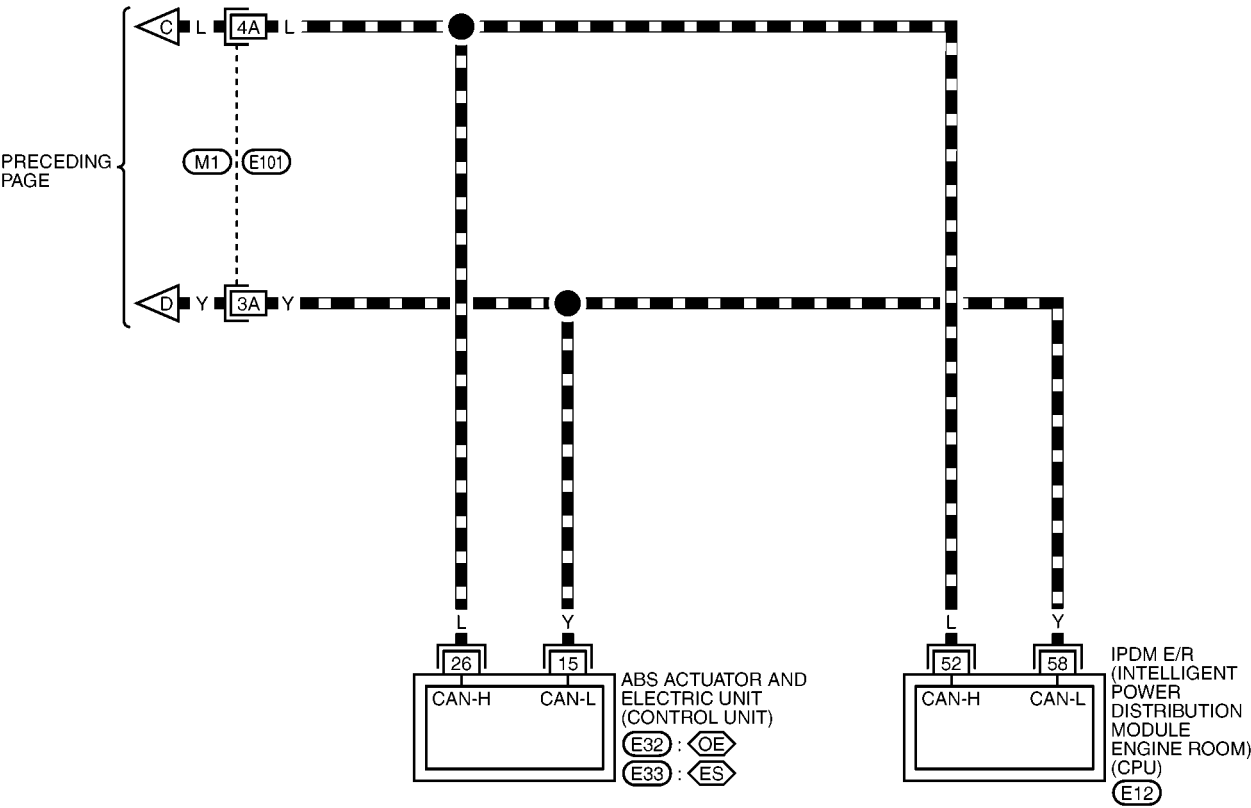 C L 4A L
PRECEDING
PAGE
M1 E101
D Y 3A Y
L Y L Y
26 15 52 58
CAN-H CAN-L
ABS ACTUATOR AND
ELECTRIC UNIT
(CONTROL UNIT)
E32 : OE
E33 : ES
CAN-H CAN-L
IPDM E/R
(INTELLIGENT
POWER
DISTRIBUTION
MODULE
ENGINE ROOM)
(CPU)
E12